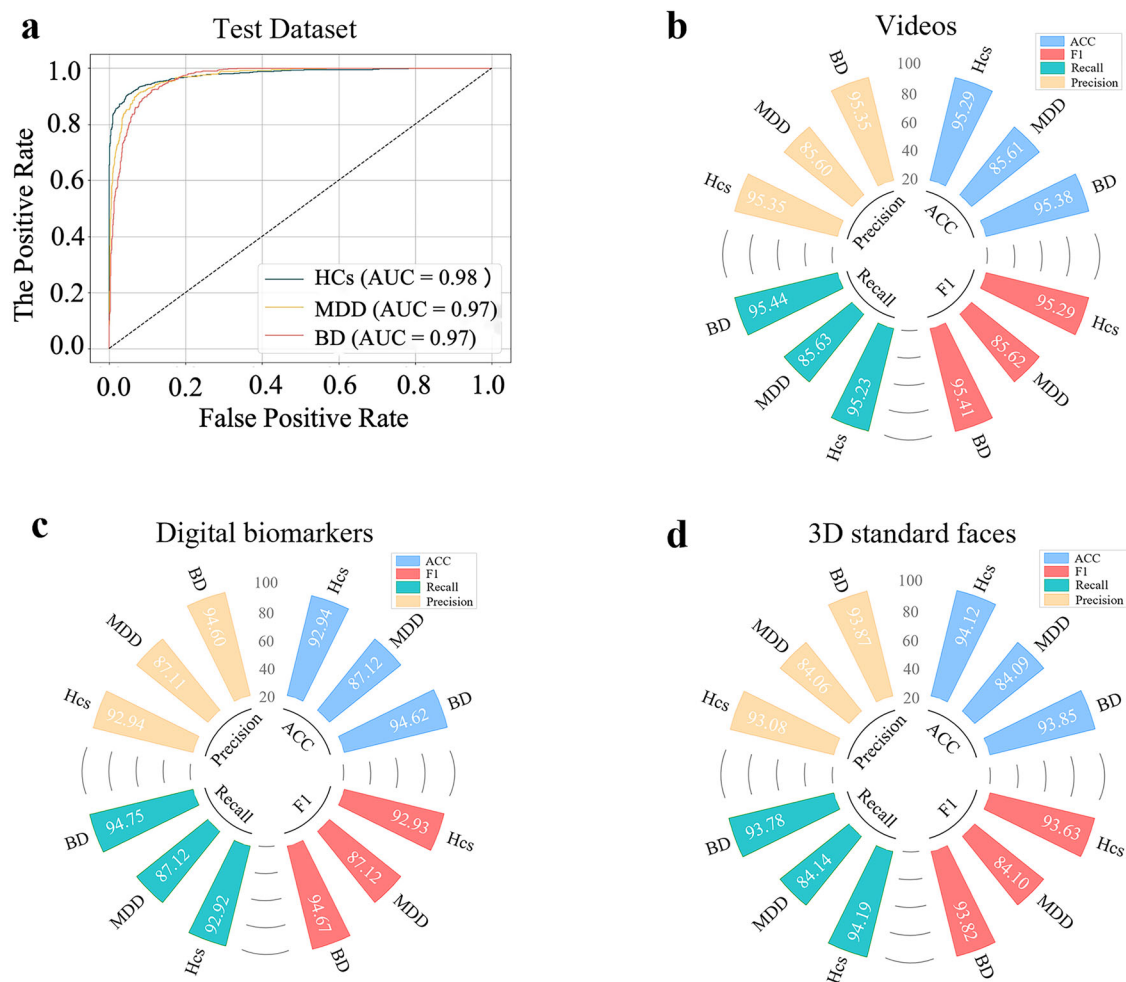 a
Test Dataset
1.0
0.8
0.6
0.4
0.2
0.0
The Positive Rate
HCs (AUC = 0.98 )
MDD (AUC = 0.97)
BD (AUC = 0.97)
0.0 0.2 0.4 0.6 0.8 1.0
False Positive Rate
b
Videos
ACC
F1
Recall
Precision
100
80
60
40
20
Hcs
95.29
MDD
85.61
BD
95.38
ACC
Hcs
95.29
MDD
85.62
BD
95.41
F1
Hcs
95.23
MDD
85.63
BD
95.44
Recall
Hcs
95.35
MDD
85.60
BD
95.35
Precision
c
Digital biomarkers
ACC
F1
Recall
Precision
100
80
60
40
20
Hcs
92.94
MDD
87.12
BD
94.62
ACC
Hcs
92.93
MDD
87.12
BD
94.67
F1
Hcs
92.92
MDD
87.12
BD
94.75
Recall
Hcs
92.94
MDD
87.11
BD
94.60
Precision
d
3D standard faces
ACC
F1
Recall
Precision
100
80
60
40
20
Hcs
94.12
MDD
84.09
BD
93.85
ACC
Hcs
93.63
MDD
84.10
BD
93.82
F1
Hcs
94.19
MDD
84.14
BD
93.78
Recall
Hcs
93.08
MDD
84.06
BD
93.87
Precision